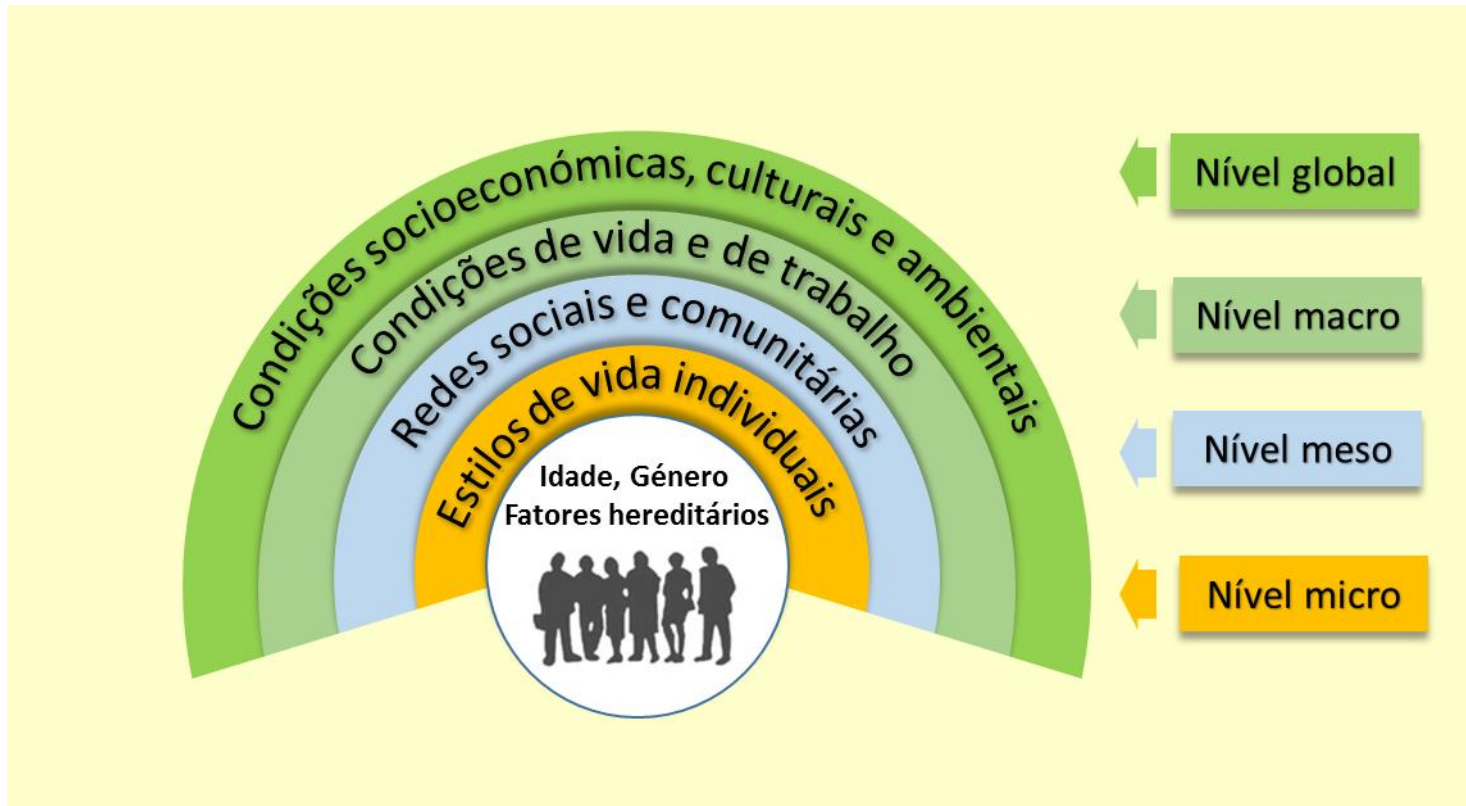 Condições socioeconómicas, culturais e ambientais
Condições de vida e de trabalho
Redes sociais e comunitárias
Estilos de vida individuais
Idade, Género
Fatores hereditários
Nível global
Nível macro
Nível meso
Nível micro